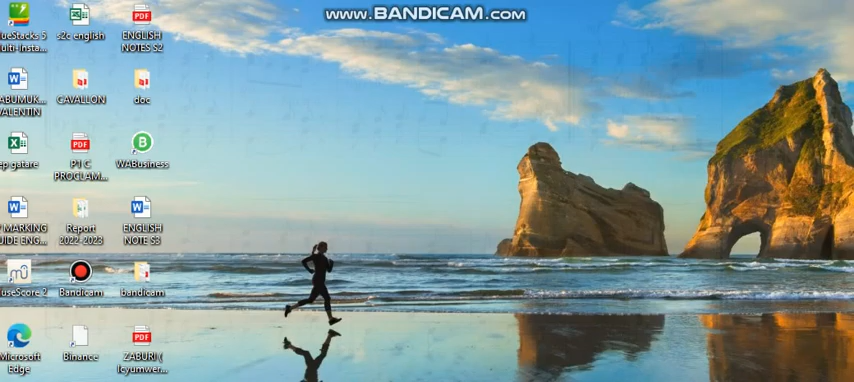 www.BANDICAM.com
ueStacks 5
ulti-Insta...
s2c english
ENGLISH
NOTES S2
ABUMUK...
VALENTIN
CAVALLON
doc
ep gatare
P1 C
PROCLAM...
WABusiness
MARKING
UIDE ENG...
Report
2022-2023
ENGLISH
NOTE S3
useScore 2
Bandicam
bandicam
Microsoft
Edge
Binance
ZABURI (
Icyumwer...